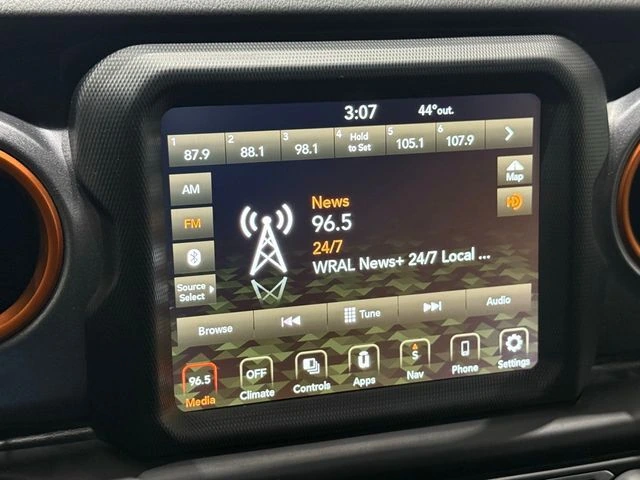 3:07 44°out.
1 87.9 2 88.1 3 98.1 4 Hold to Set 5 105.1 6 107.9
AM
Map
FM
HD
News
96.5
24/7
WRAL News+ 24/7 Local ...
Source
Select
Browse Tune Audio
96.5 OFF S
Media Climate Controls Apps Nav Phone Settings